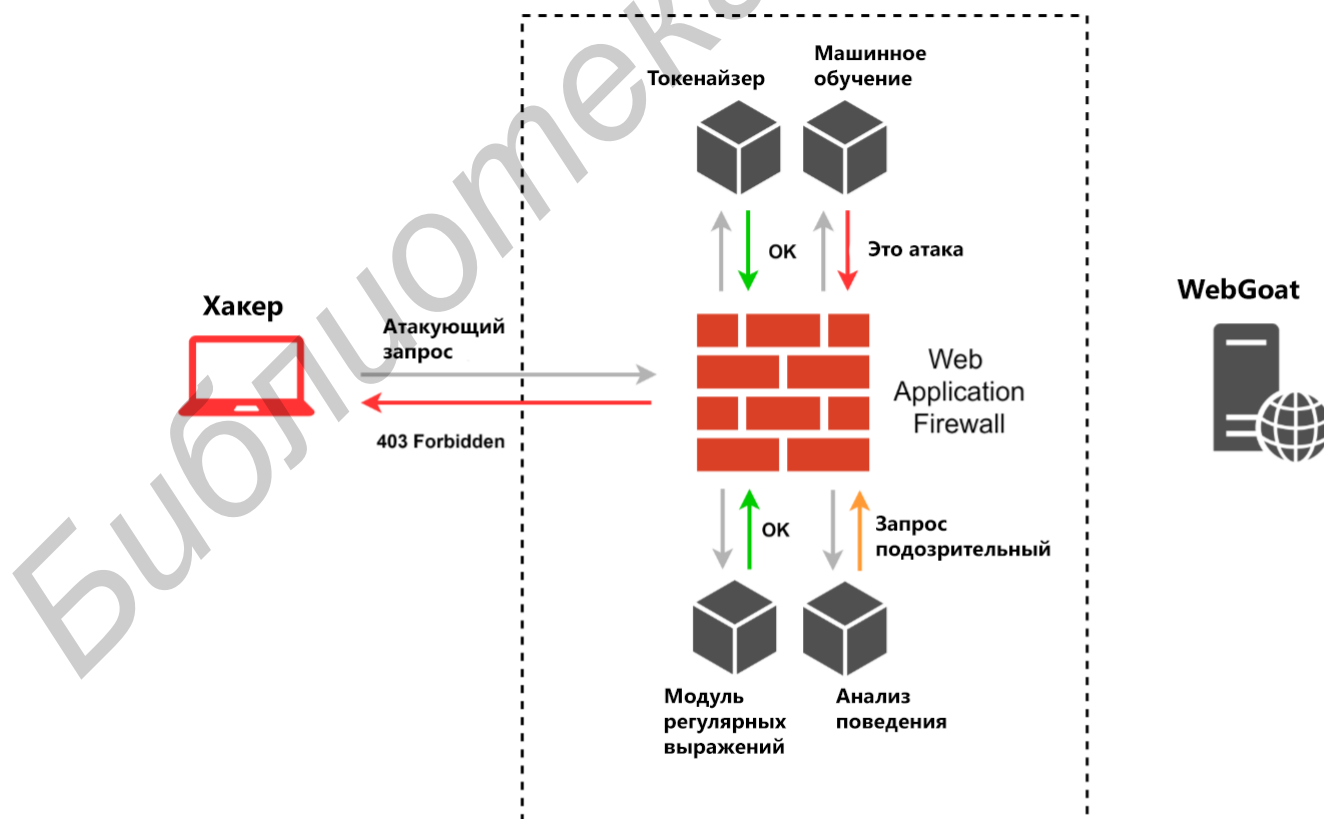 Библиотека
Машинное
обучение
Токенайзер
OK
Это атака
WebGoat
Хакер
Атакующий
запрос
403 Forbidden
Web
Application
Firewall
OK
Запрос
подозрительный
Модуль
регулярных
выражений
Анализ
поведения